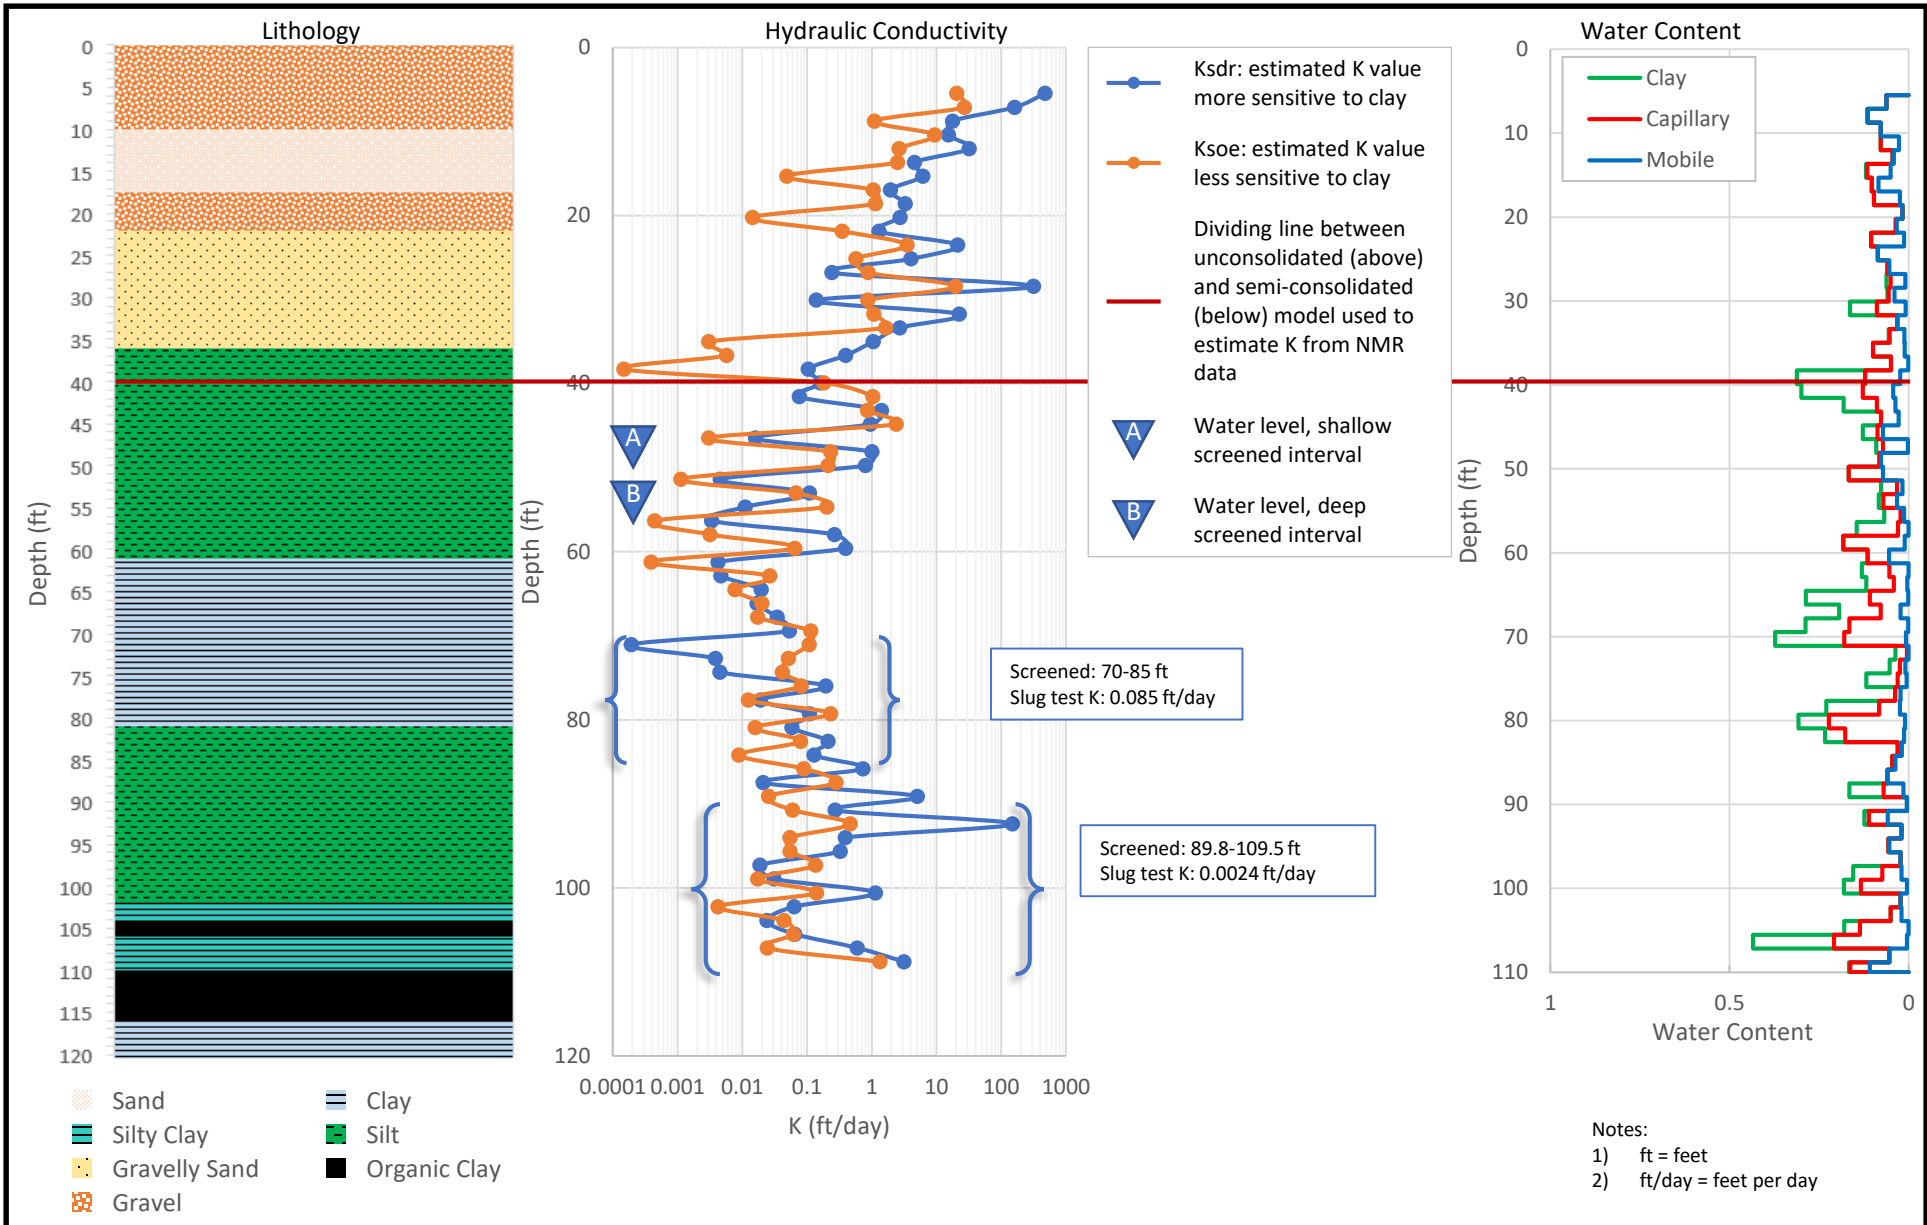 Lithology
0
5
10
15
20
25
30
35
40
45
50
55
60
65
70
75
80
85
90
95
100
105
110
115
120
Depth (ft)
Sand
Silty Clay
Gravelly Sand
Gravel
Clay
Silt
Organic Clay
Hydraulic Conductivity
0
20
40
60
80
100
120
Depth (ft)
0.0001 0.001 0.01 0.1 1 10 100 1000
K (ft/day)
A
B
Screened: 70-85 ft
Slug test K: 0.085 ft/day
Screened: 89.8-109.5 ft
Slug test K: 0.0024 ft/day
Ksdr: estimated K value
more sensitive to clay
Ksoe: estimated K value
less sensitive to clay
Dividing line between
unconsolidated (above)
and semi-consolidated
(below) model used to
estimate K from NMR
data
A
Water level, shallow
screened interval
B
Water level, deep
screened interval
Water Content
Clay
Capillary
Mobile
0
10
20
30
40
50
60
70
80
90
100
110
Depth (ft)
1 0.5 0
Water Content
Notes:
1) ft = feet
2) ft/day = feet per day